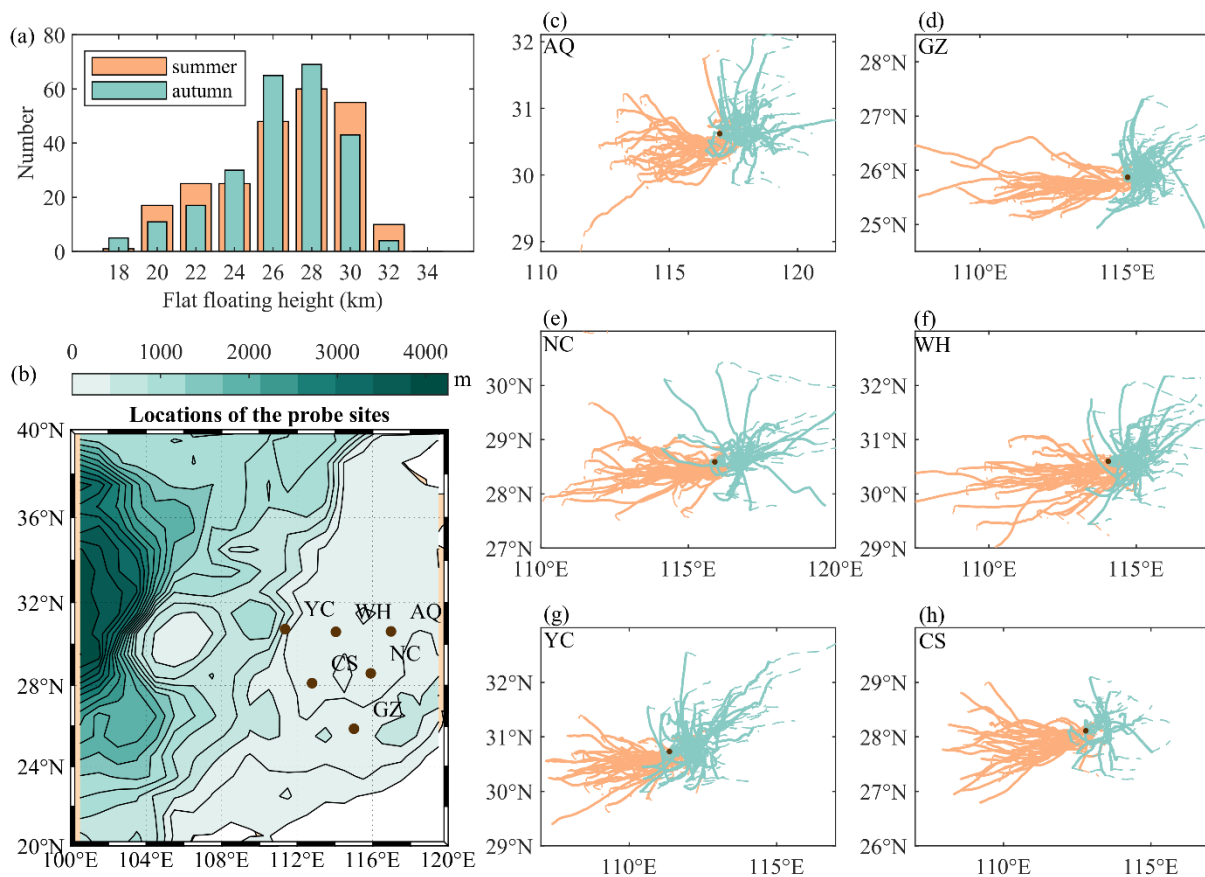 (a)
80
60
40
20
0
Number
summer
autumn
18 20 22 24 26 28 30 32 34
Flat floating height (km)
(b)
0 1000 2000 3000 4000
m
Locations of the probe sites
40°N
36°N
32°N
28°N
24°N
20°N
YC WH AQ
CS NC
GZ
100°E 104°E 108°E 112°E 116°E 120°E
(c)
AQ
32
31
30
29
110 115 120
(d)
GZ
28°N
27°N
26°N
25°N
110°E 115°E
(e)
NC
30°N
29°N
28°N
27°N
110°E 115°E 120°E
(f)
WH
32°N
31°N
30°N
29°N
110°E 115°E
(g)
YC
32°N
31°N
30°N
29°N
110°E 115°E
(h)
CS
29°N
28°N
27°N
26°N
110°E 115°E